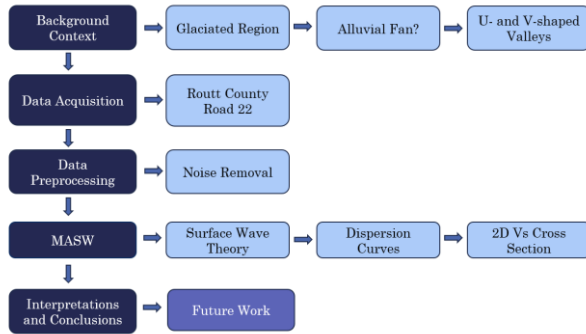 Background
Context
Glaciated Region
Alluvial Fan?
U- and V-shaped
Valleys
Data Acquisition
Routt County
Road 22
Data
Preprocessing
Noise Removal
MASW
Surface Wave
Theory
Dispersion
Curves
2D Vs Cross
Section
Interpretations
and Conclusions
Future Work